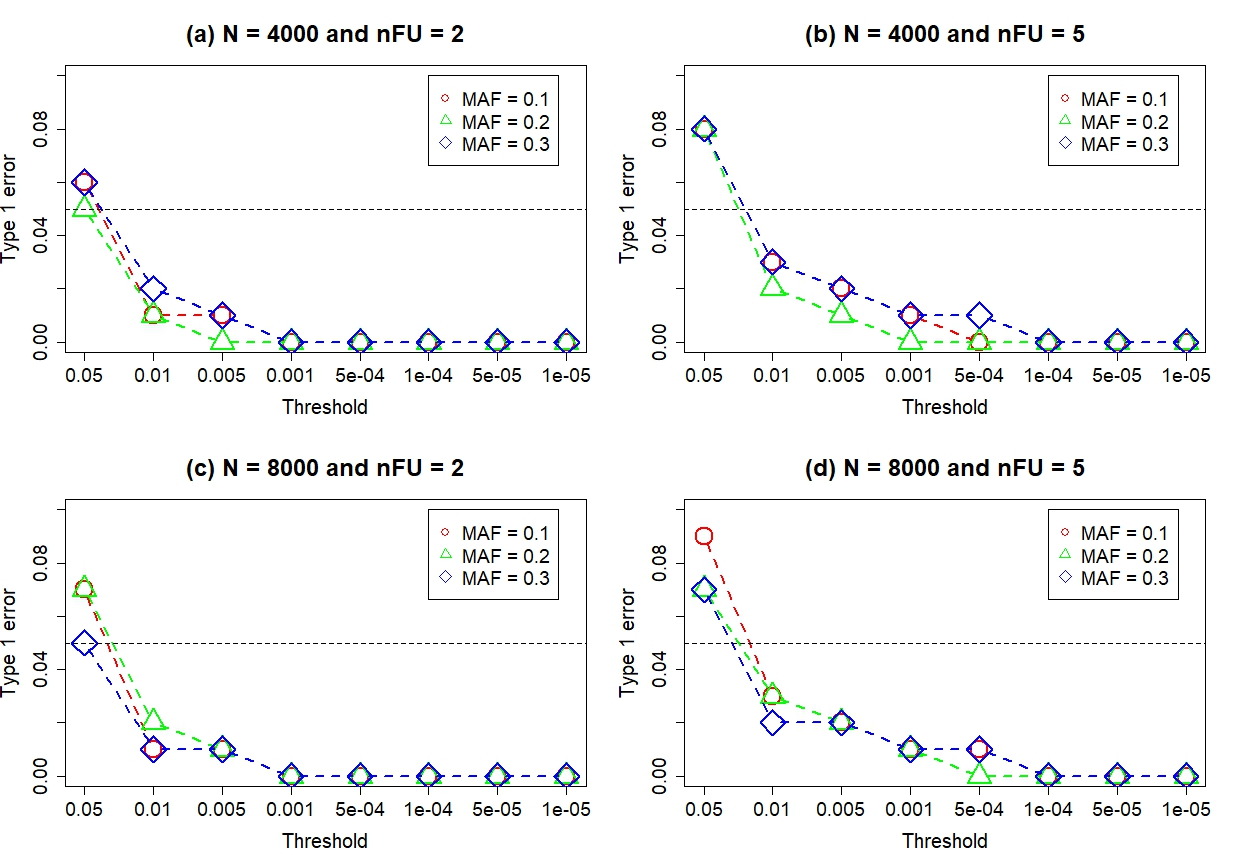 (a) N = 4000 and nFU = 2
MAF = 0.1
MAF = 0.2
MAF = 0.3
Type 1 error
0.08
0.04
0.00
0.05 0.01 0.005 0.001 5e-04 1e-04 5e-05 1e-05
Threshold
(b) N = 4000 and nFU = 5
MAF = 0.1
MAF = 0.2
MAF = 0.3
Type 1 error
0.08
0.04
0.00
0.05 0.01 0.005 0.001 5e-04 1e-04 5e-05 1e-05
Threshold
(c) N = 8000 and nFU = 2
MAF = 0.1
MAF = 0.2
MAF = 0.3
Type 1 error
0.08
0.04
0.00
0.05 0.01 0.005 0.001 5e-04 1e-04 5e-05 1e-05
Threshold
(d) N = 8000 and nFU = 5
MAF = 0.1
MAF = 0.2
MAF = 0.3
Type 1 error
0.08
0.04
0.00
0.05 0.01 0.005 0.001 5e-04 1e-04 5e-05 1e-05
Threshold